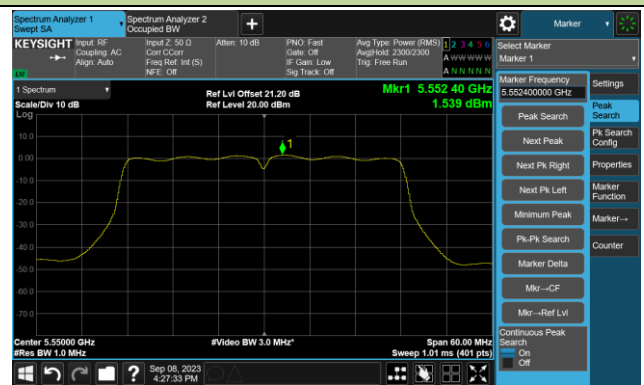 Spectrum Analyzer 1
Swept SA
Spectrum Analyzer 2
Occupied BW
+
Marker
KEYSIGHT
Input: RF
Coupling: AC
Align: Auto
Input Z: 50 Ω
Corr CCorr
Freq Ref: Int (S)
NFE: Off
Atten: 10 dB
PNO: Fast
Gate: Off
IF Gain: Low
Sig Track: Off
Avg Type: Power (RMS)
Avg|Hold: 2300/2300
Trig: Free Run
1 2 3 4 5 6
A W W W W W
A N N N N N
LXI
Select Marker
Marker 1
1 Spectrum
Scale/Div 10 dB
Ref Lvl Offset 21.20 dB
Ref Level 20.00 dBm
Mkr1 5.552 40 GHz
1.539 dBm
Log
10.0
0.00
-10.0
-20.0
-30.0
-40.0
-50.0
-60.0
-70.0
1
Center 5.55000 GHz
#Res BW 1.0 MHz
#Video BW 3.0 MHz*
Span 60.00 MHz
Sweep 1.01 ms (401 pts)
Marker Frequency
5.552400000 GHz
Peak Search
Next Peak
Next Pk Right
Next Pk Left
Minimum Peak
Pk-Pk Search
Marker Delta
Mkr→CF
Mkr→Ref Lvl
Continuous Peak
Search
On
Off
Settings
Peak
Search
Pk Search
Config
Properties
Marker
Function
Marker→
Counter
?
Sep 08, 2023
4:27:33 PM